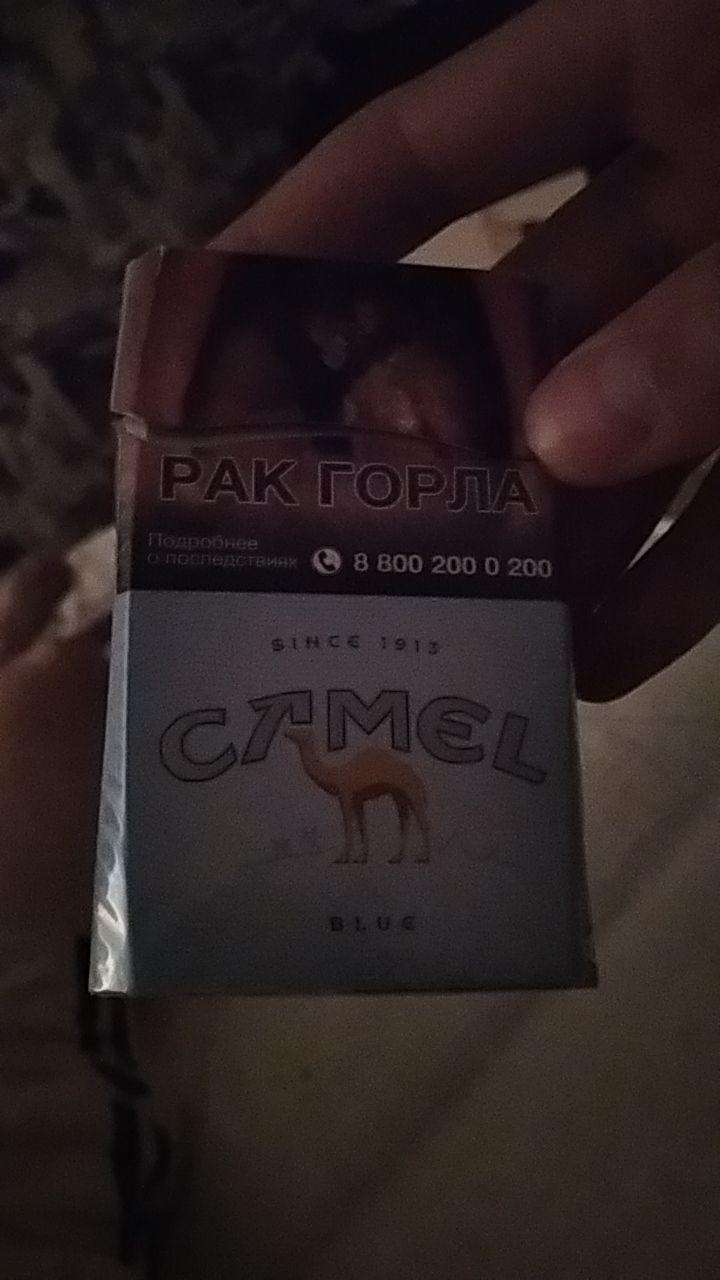 РАК ГОРЛА
Подробнее
о последствиях 8 800 200 0 200
SINCE 1913
CAMEL
BLUE